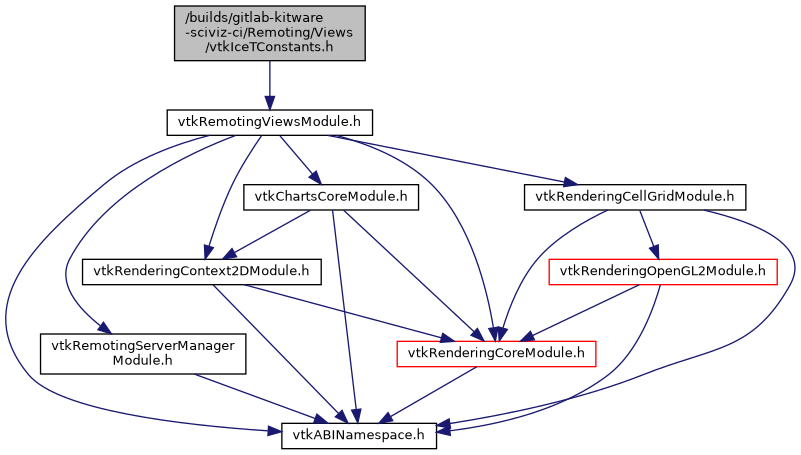 /builds/gitlab-kitware
-sciviz-ci/Remoting/Views
/vtkIceTConstants.h
vtkRemotingViewsModule.h
vtkChartsCoreModule.h
vtkRenderingCellGridModule.h
vtkRenderingContext2DModule.h
vtkRenderingOpenGL2Module.h
vtkRemotingServerManager
Module.h
vtkRenderingCoreModule.h
vtkABINamespace.h